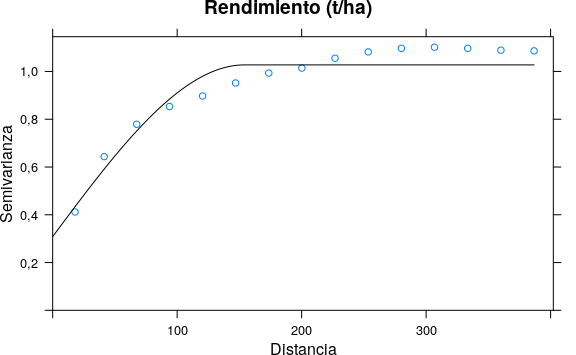 Rendimiento (t/ha)
1,0
0,8
0,6
0,4
0,2
Semivarianza
100 200 300
Distancia